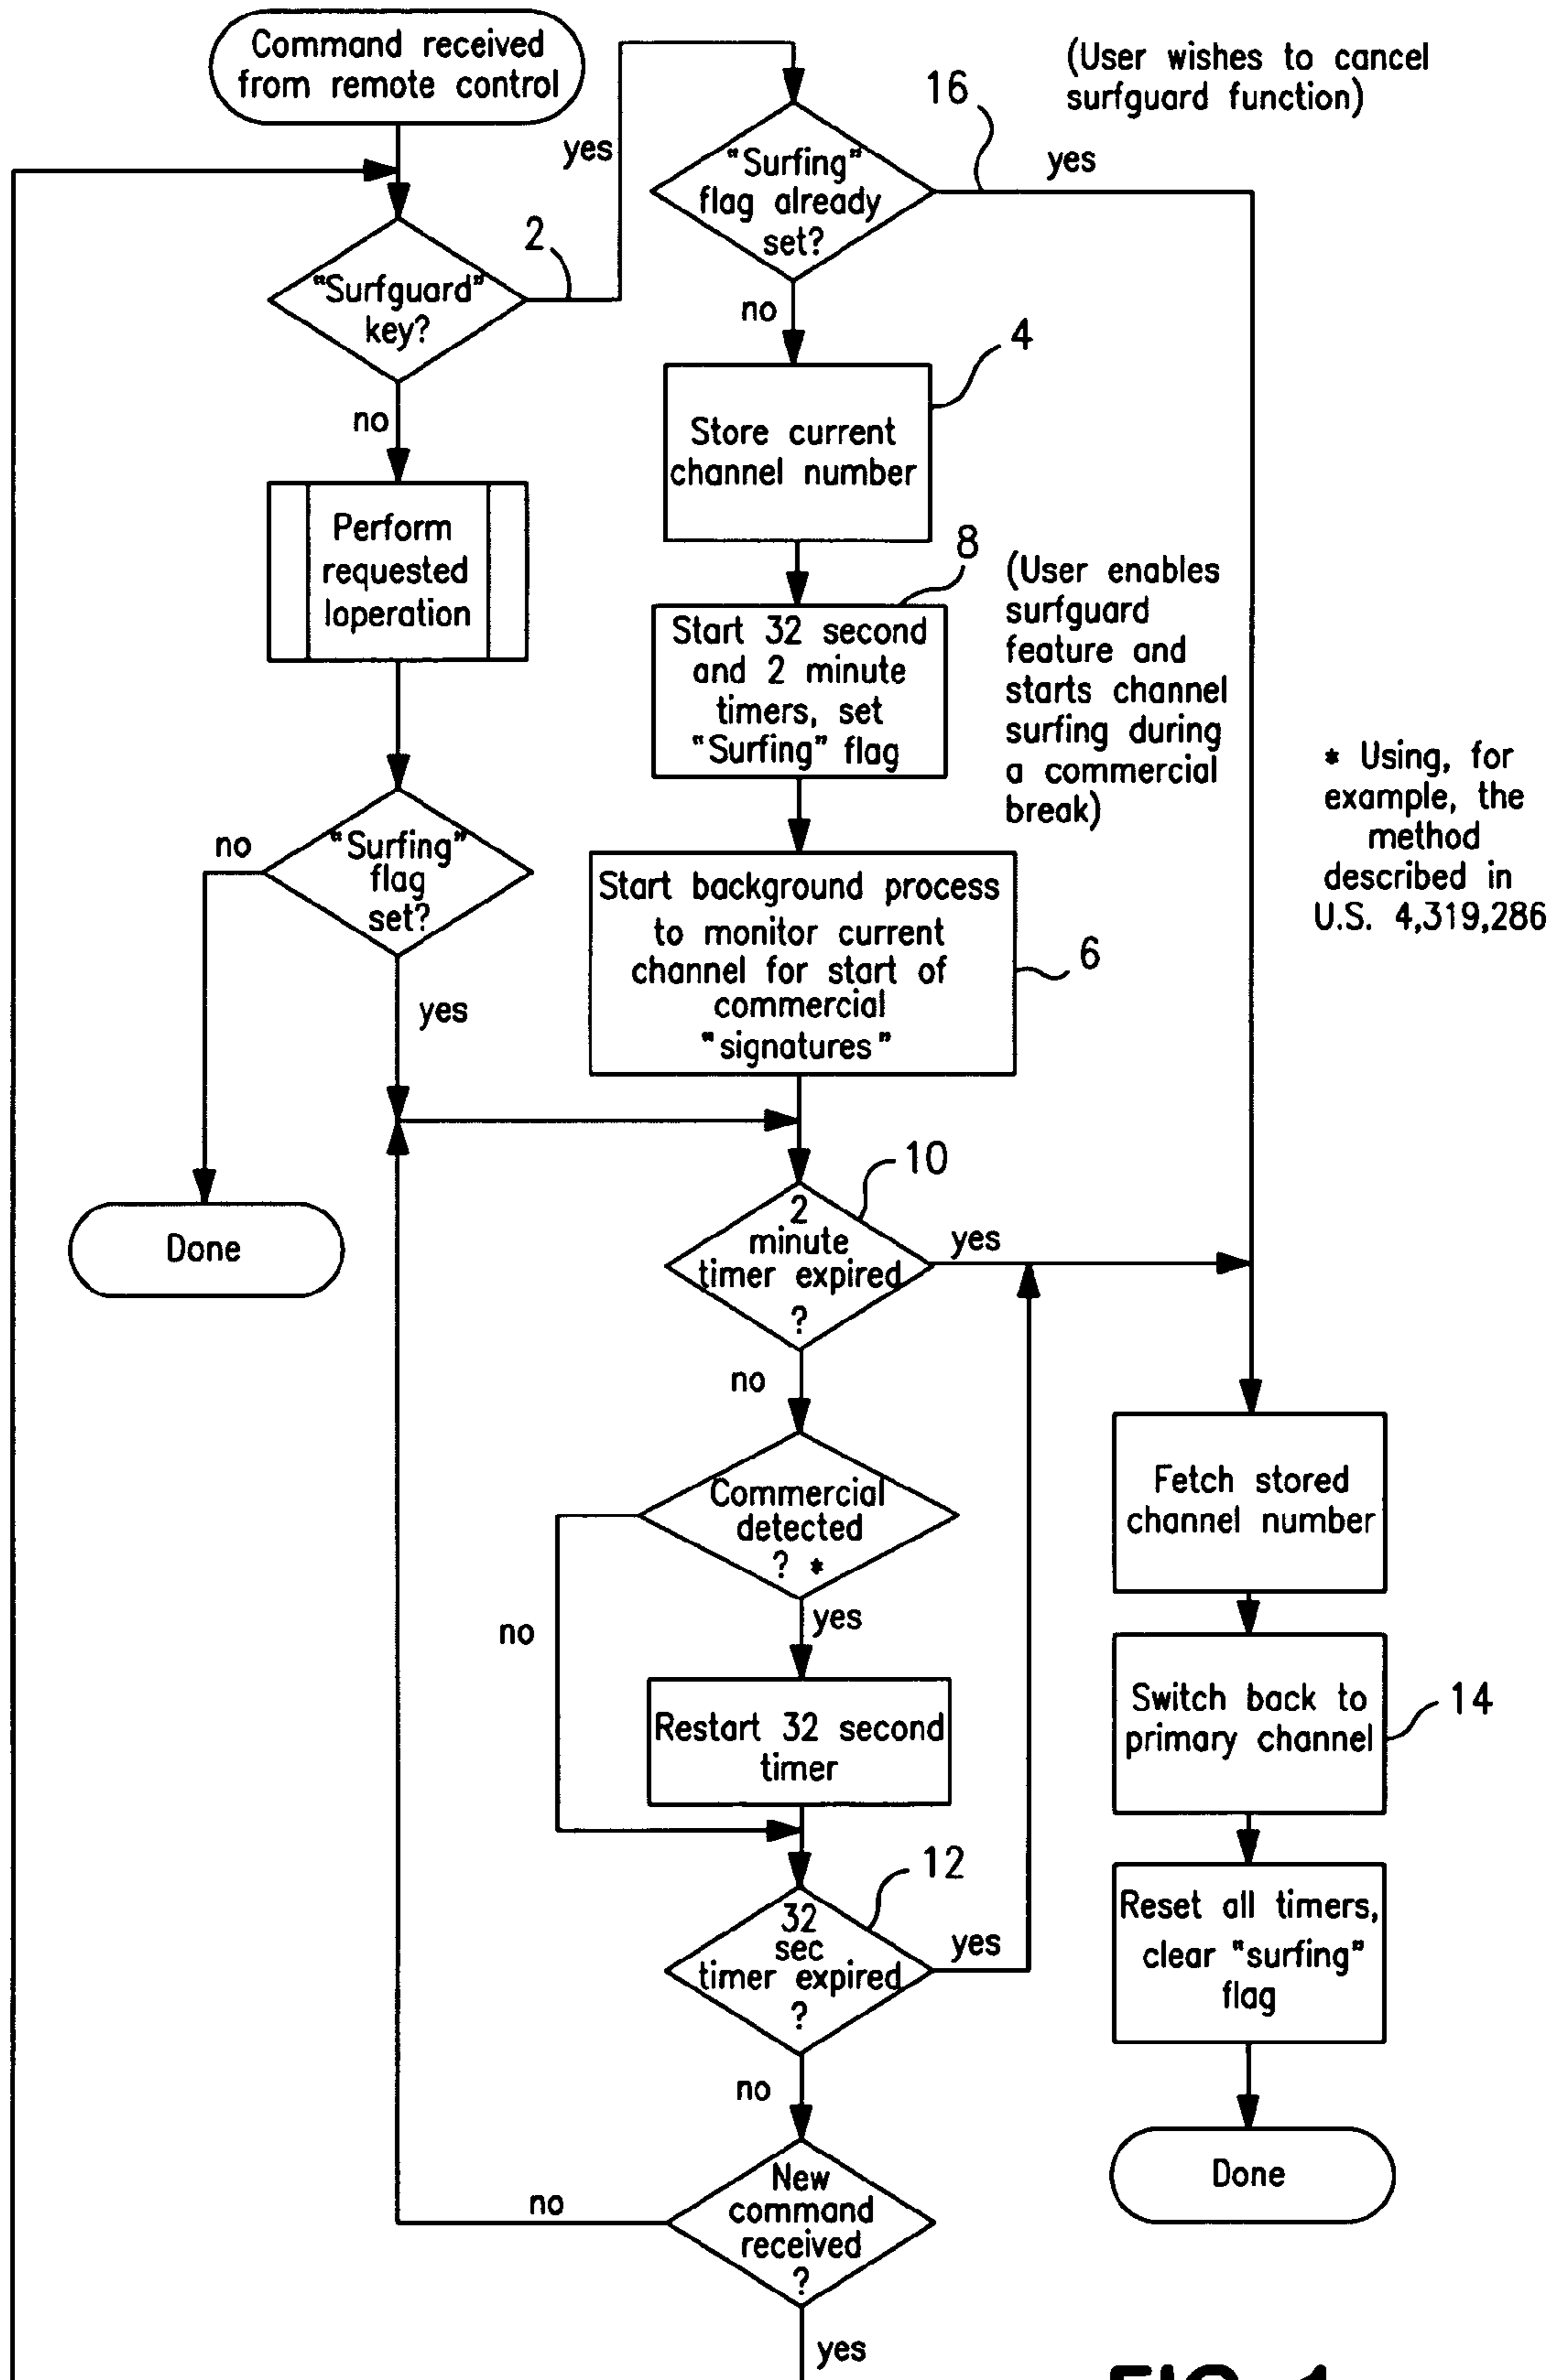 Command received
from remote control
yes
"Surfing"
flag already
set?
16
(User wishes to cancel
surfguard function)
yes
"Surfguard"
key?
2
no
no
4
Store current
channel number
Perform
requested
loperation
8
Start 32 second
and 2 minute
timers, set
"Surfing" flag
(User enables
surfguard
feature and
starts channel
surfing during
a commercial
break)
* Using, for
example, the
method
described in
U.S. 4,319,286
"Surfing"
flag
set?
no
yes
Start background process
to monitor current
channel for start of
commercial
"signatures"
6
Done
2
minute
timer expired
?
10
yes
no
Commercial
detected
? *
no
yes
Restart 32 second
timer
Fetch stored
channel number
Switch back to
primary channel
14
32
sec
timer expired
?
12
yes
no
Reset all timers,
clear "surfing"
flag
Done
New
command
received
?
no
yes
FIG. 1